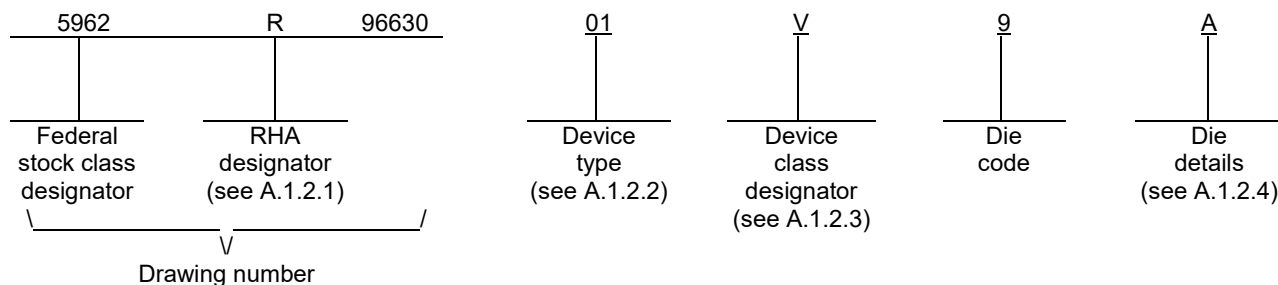 5962 R 96630 01 V 9 A
Federal stock class designator
RHA designator (see A.1.2.1)
Device type (see A.1.2.2)
Device class designator (see A.1.2.3)
Die code
Die details (see A.1.2.4)
Drawing number